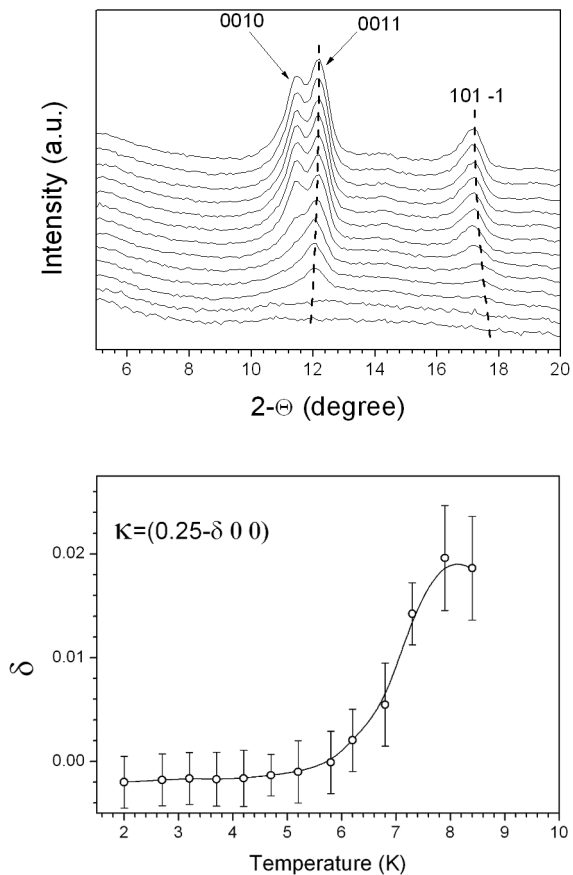 0010 0011
101 -1
Intensity (a.u.)
6 8 10 12 14 16 18 20
2-Θ (degree)
κ=(0.25-δ 0 0)
0.02
0.01
0.00
δ
2 3 4 5 6 7 8 9 10
Temperature (K)